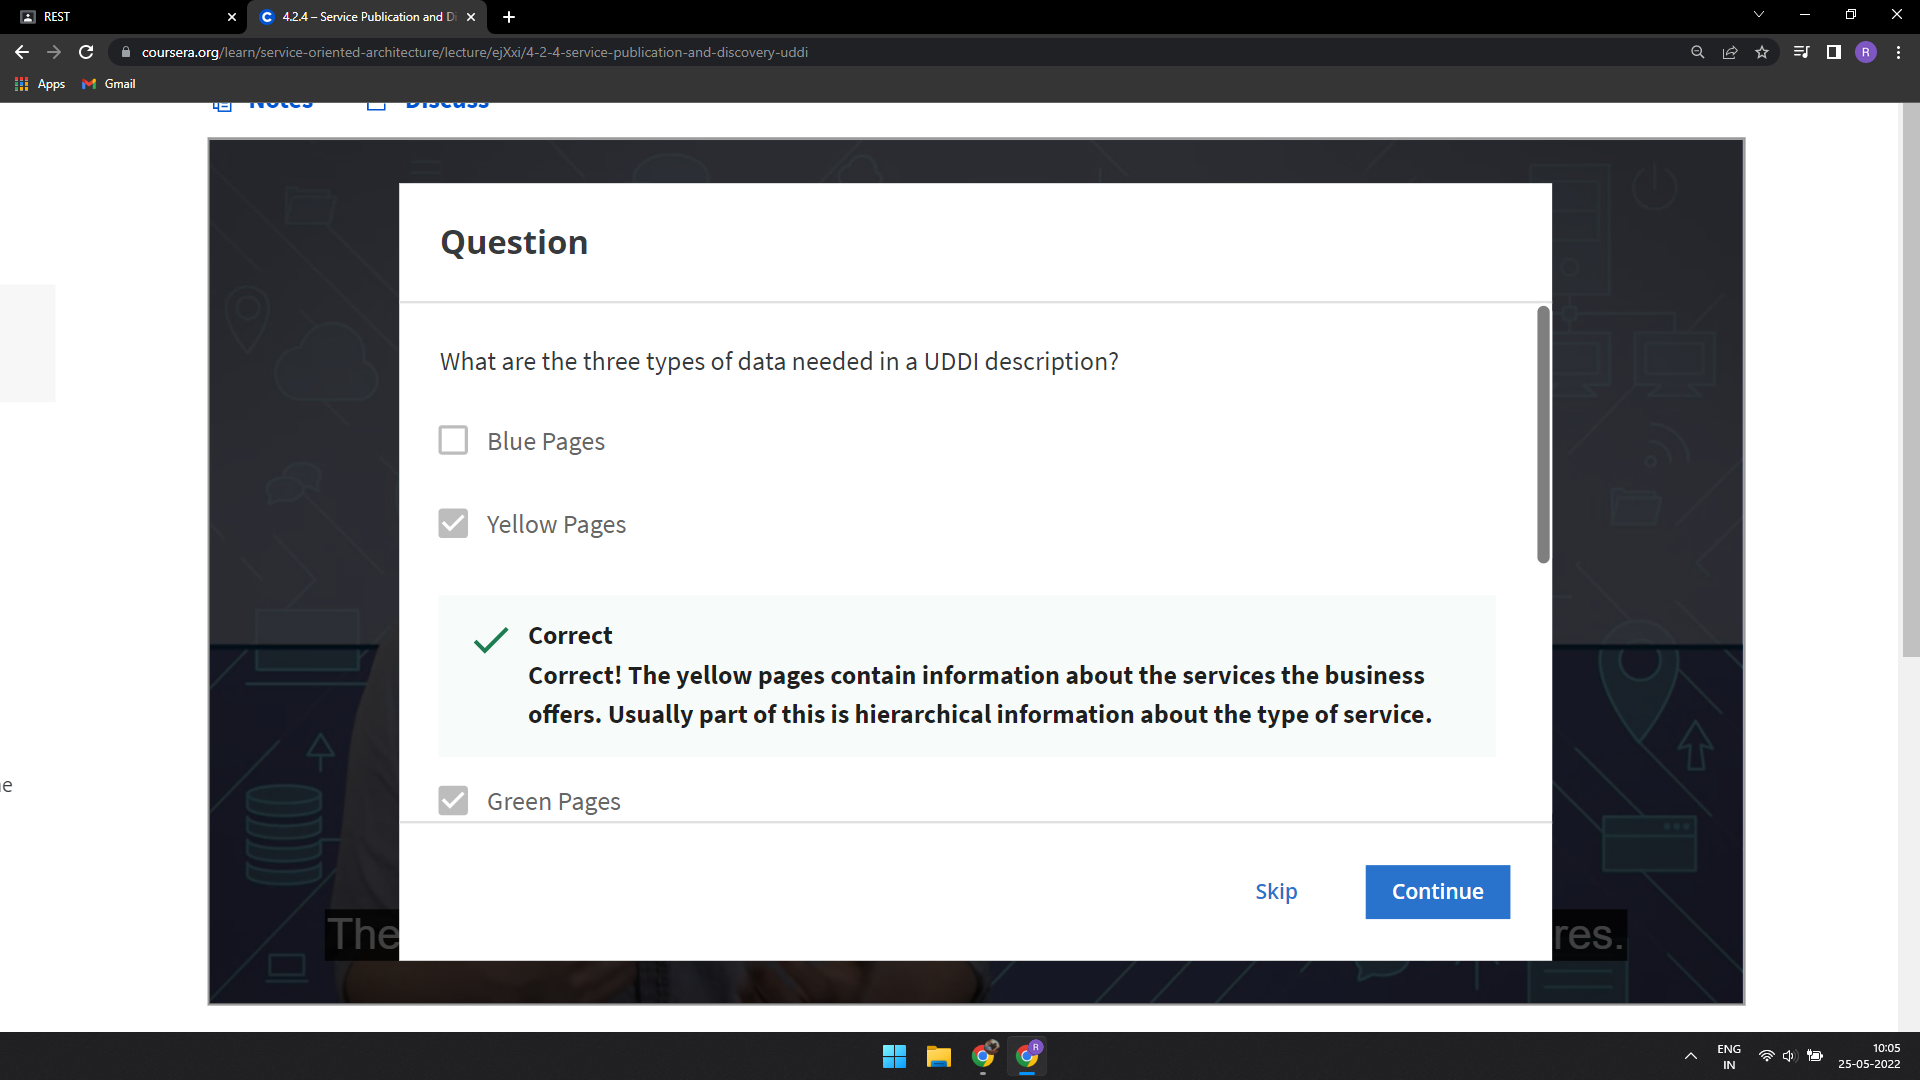 REST
4.2.4 – Service Publication and Di
coursera.org/learn/service-oriented-architecture/lecture/ejXxi/4-2-4-service-publication-and-discovery-uddi
R
Apps
Gmail
Notes
Discuss
Question
What are the three types of data needed in a UDDI description?
Blue Pages
Yellow Pages
Correct
Correct! The yellow pages contain information about the services the business
offers. Usually part of this is hierarchical information about the type of service.
Green Pages
Skip
Continue
The
res.
ENG
IN
10:05
25-05-2022